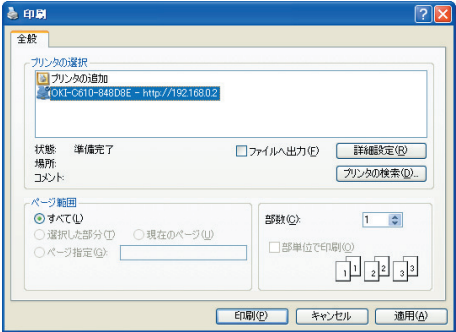 印刷
全般
プリンタの選択
プリンタの追加
OKI-C610-848D8E - http://192.168.0.2
状態: 準備完了
場所:
コメント:
ファイルへ出力(F)
詳細設定(R)
プリンタの検索(D)...
ページ範囲
すべて(L)
選択した部分(T)
現在のページ(U)
ページ指定(G):
部数(C):
1
部単位で印刷(O)
1 1 2 2 3 3
印刷(P)
キャンセル
適用(A)